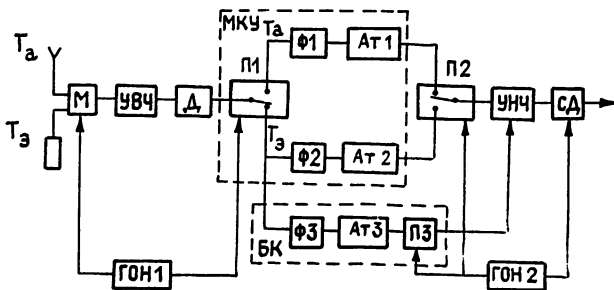 МКУ
Tа
Ф1
Ат1
Tа
П1
П2
М
УВЧ
Д
УНЧ
СД
Tэ
Tэ
Ф2
Ат2
Ф3
Ат3
П3
БК
ГОН1
ГОН2